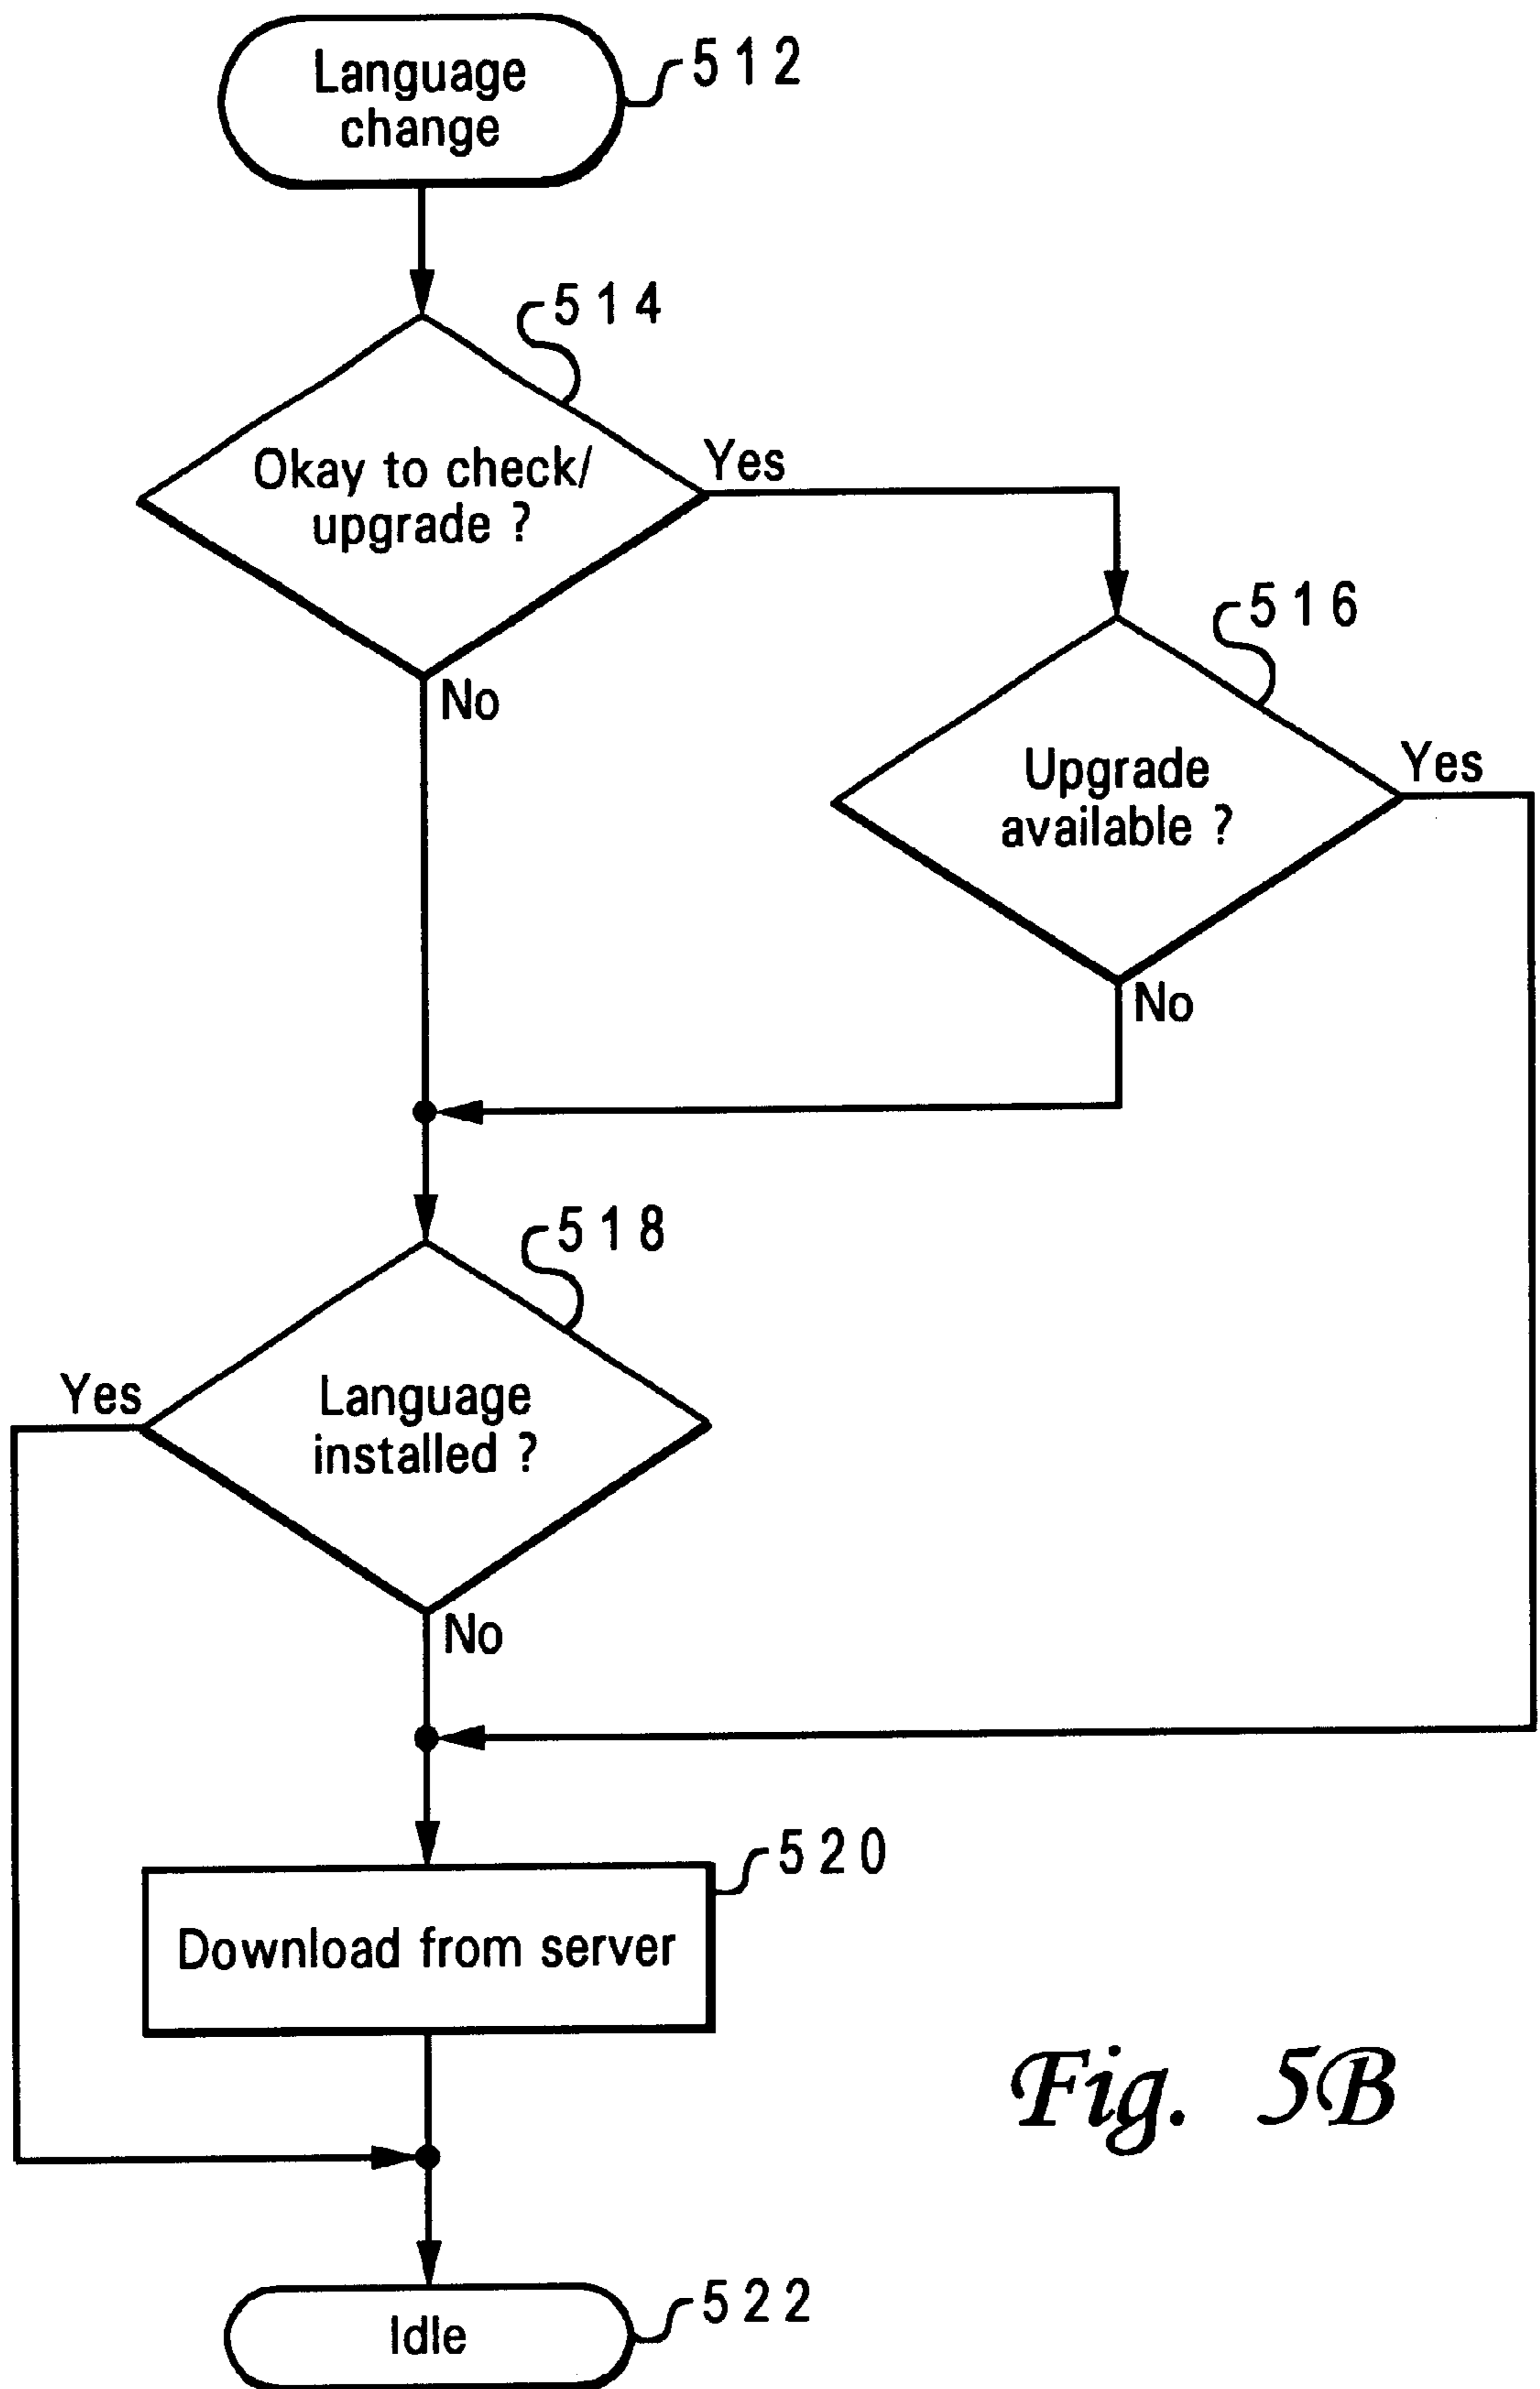 Language
change
512
514
Okay to check/
upgrade ?
Yes
No
516
Upgrade
available ?
Yes
No
518
Language
installed ?
Yes
No
520
Download from server
Fig. 5B
Idle
522